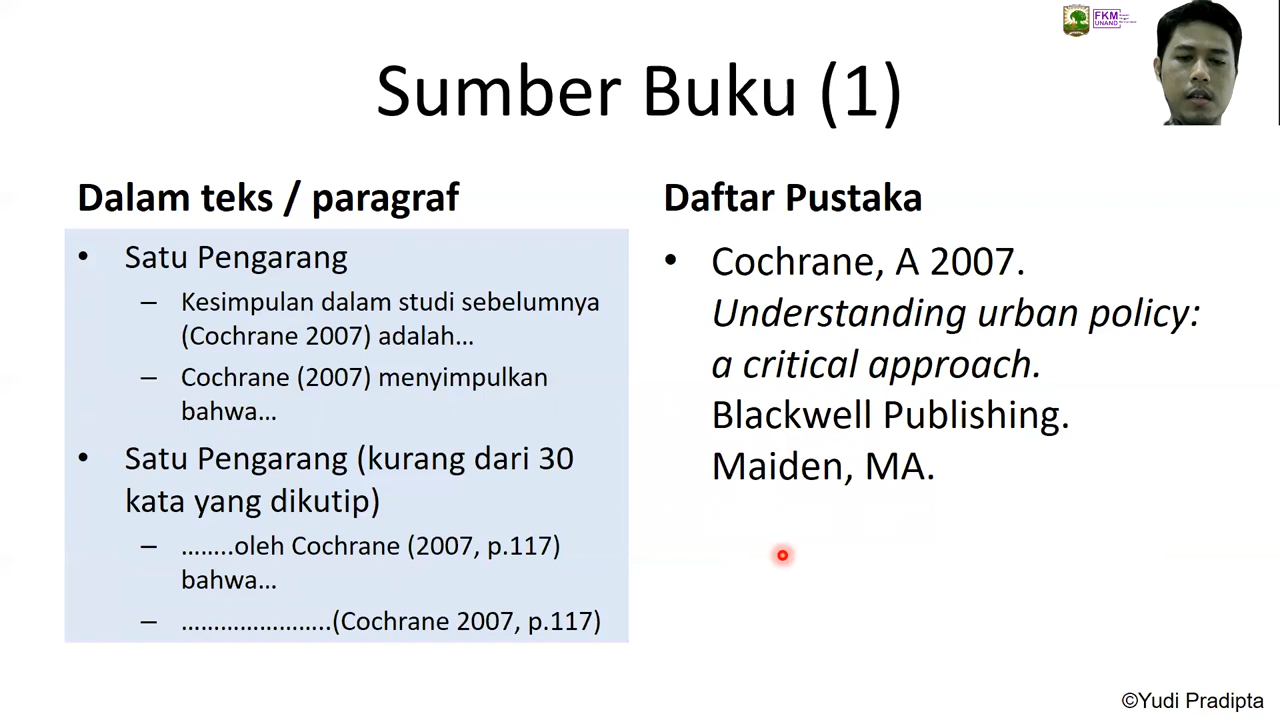 FKM
UNAND
Sumber Buku (1)
Dalam teks / paragraf
• Satu Pengarang
– Kesimpulan dalam studi sebelumnya
(Cochrane 2007) adalah...
– Cochrane (2007) menyimpulkan
bahwa...
• Satu Pengarang (kurang dari 30
kata yang dikutip)
– ........oleh Cochrane (2007, p.117)
bahwa...
– .......................(Cochrane 2007, p.117)
Daftar Pustaka
• Cochrane, A 2007.
Understanding urban policy:
a critical approach.
Blackwell Publishing.
Maiden, MA.
©Yudi Pradipta